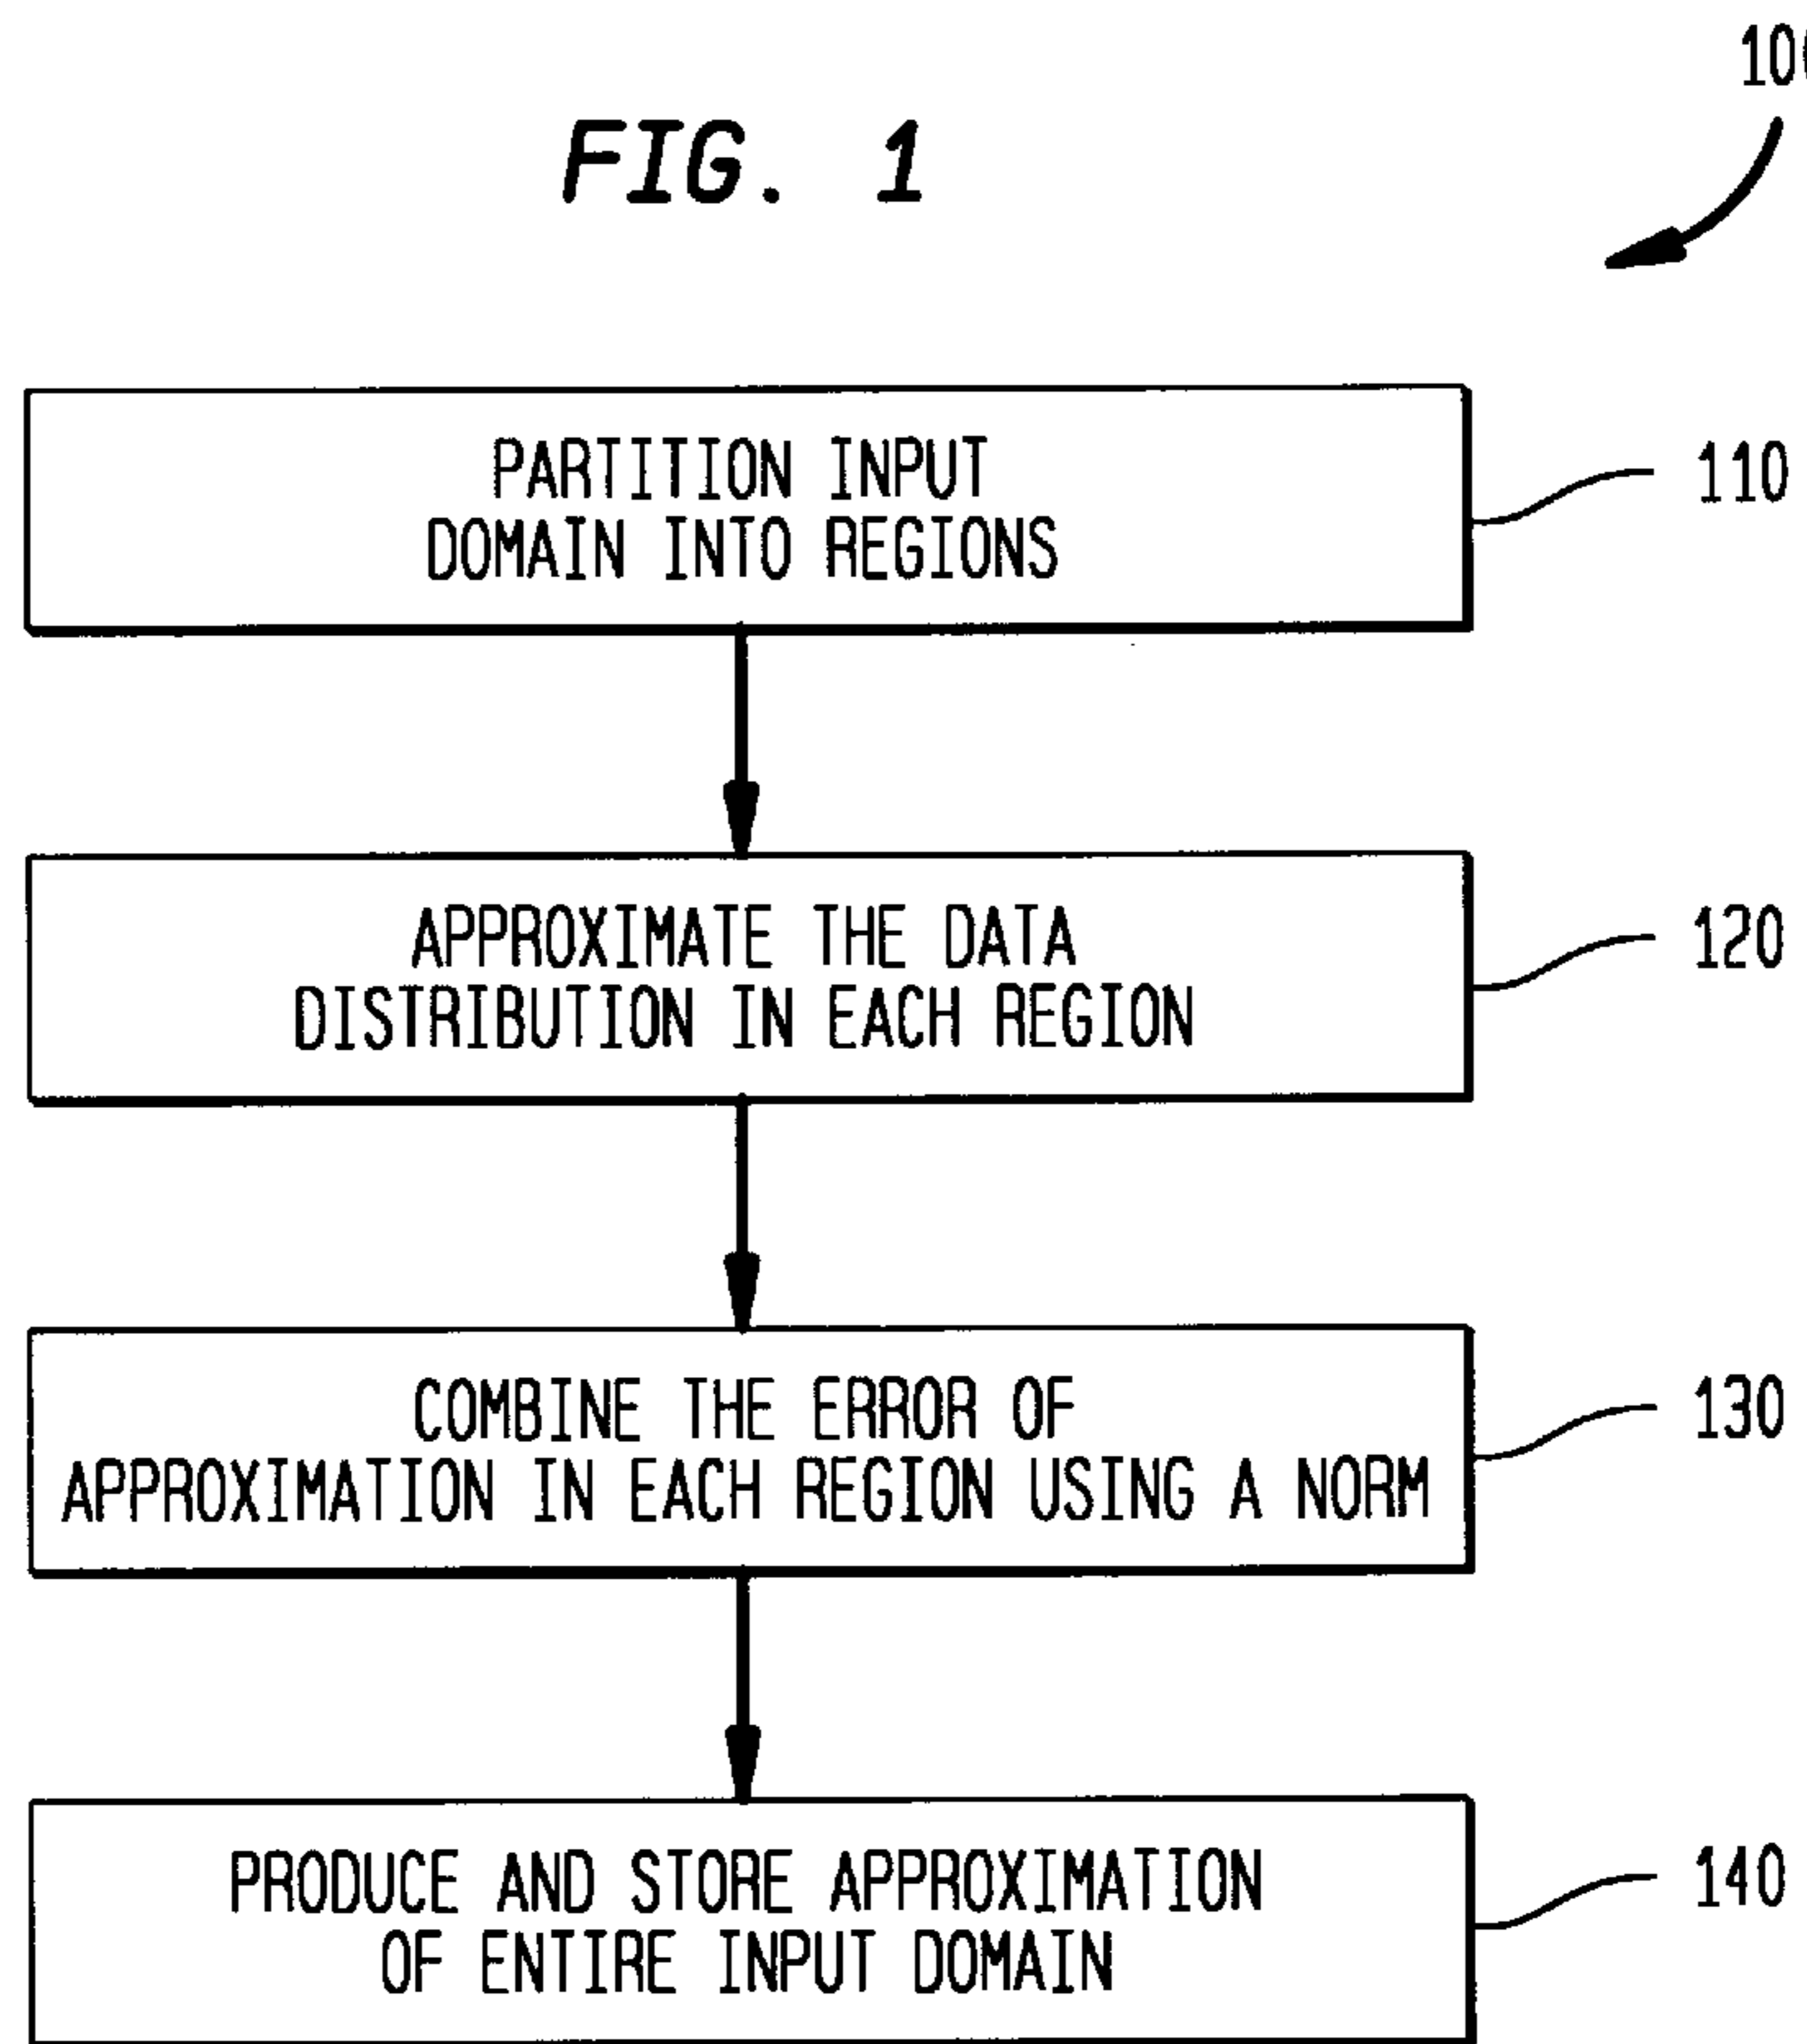 100
FIG. 1
PARTITION INPUT
DOMAIN INTO REGIONS
110
APPROXIMATE THE DATA
DISTRIBUTION IN EACH REGION
120
COMBINE THE ERROR OF
APPROXIMATION IN EACH REGION USING A NORM
130
PRODUCE AND STORE APPROXIMATION
OF ENTIRE INPUT DOMAIN
140